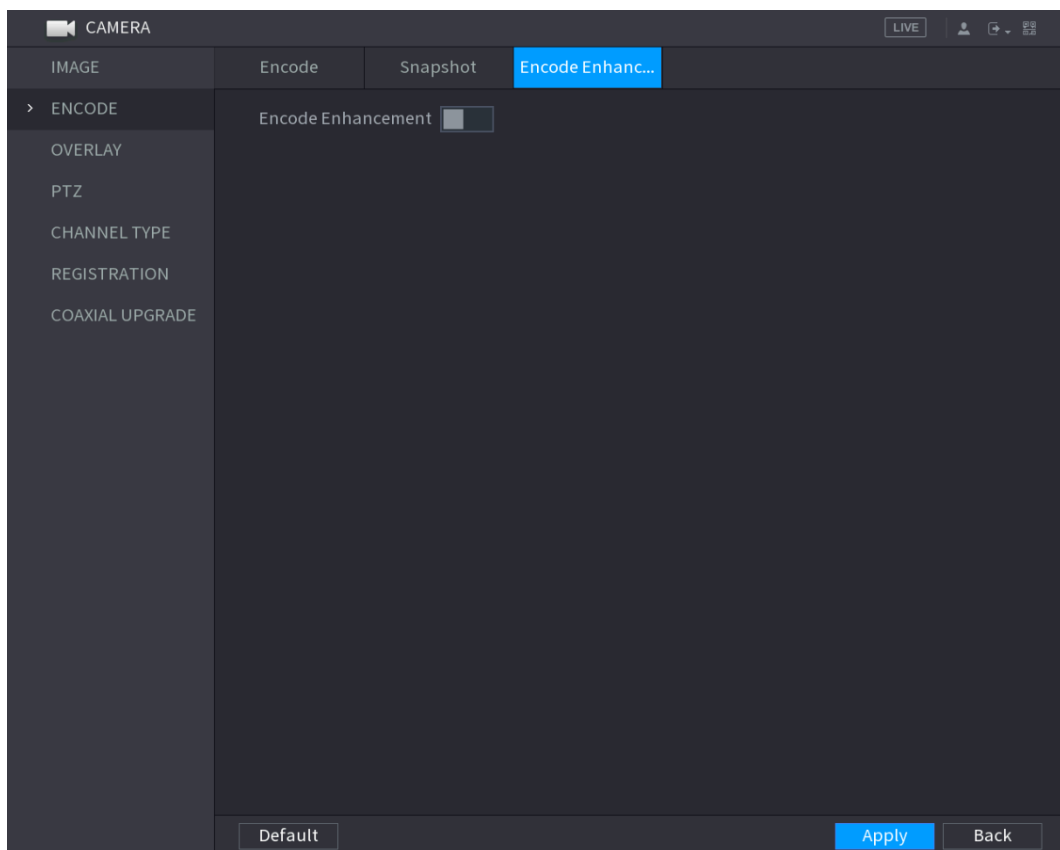 CAMERA
LIVE
IMAGE
Encode Snapshot Encode Enhanc...
> ENCODE
Encode Enhancement
OVERLAY
PTZ
CHANNEL TYPE
REGISTRATION
COAXIAL UPGRADE
Default Apply Back